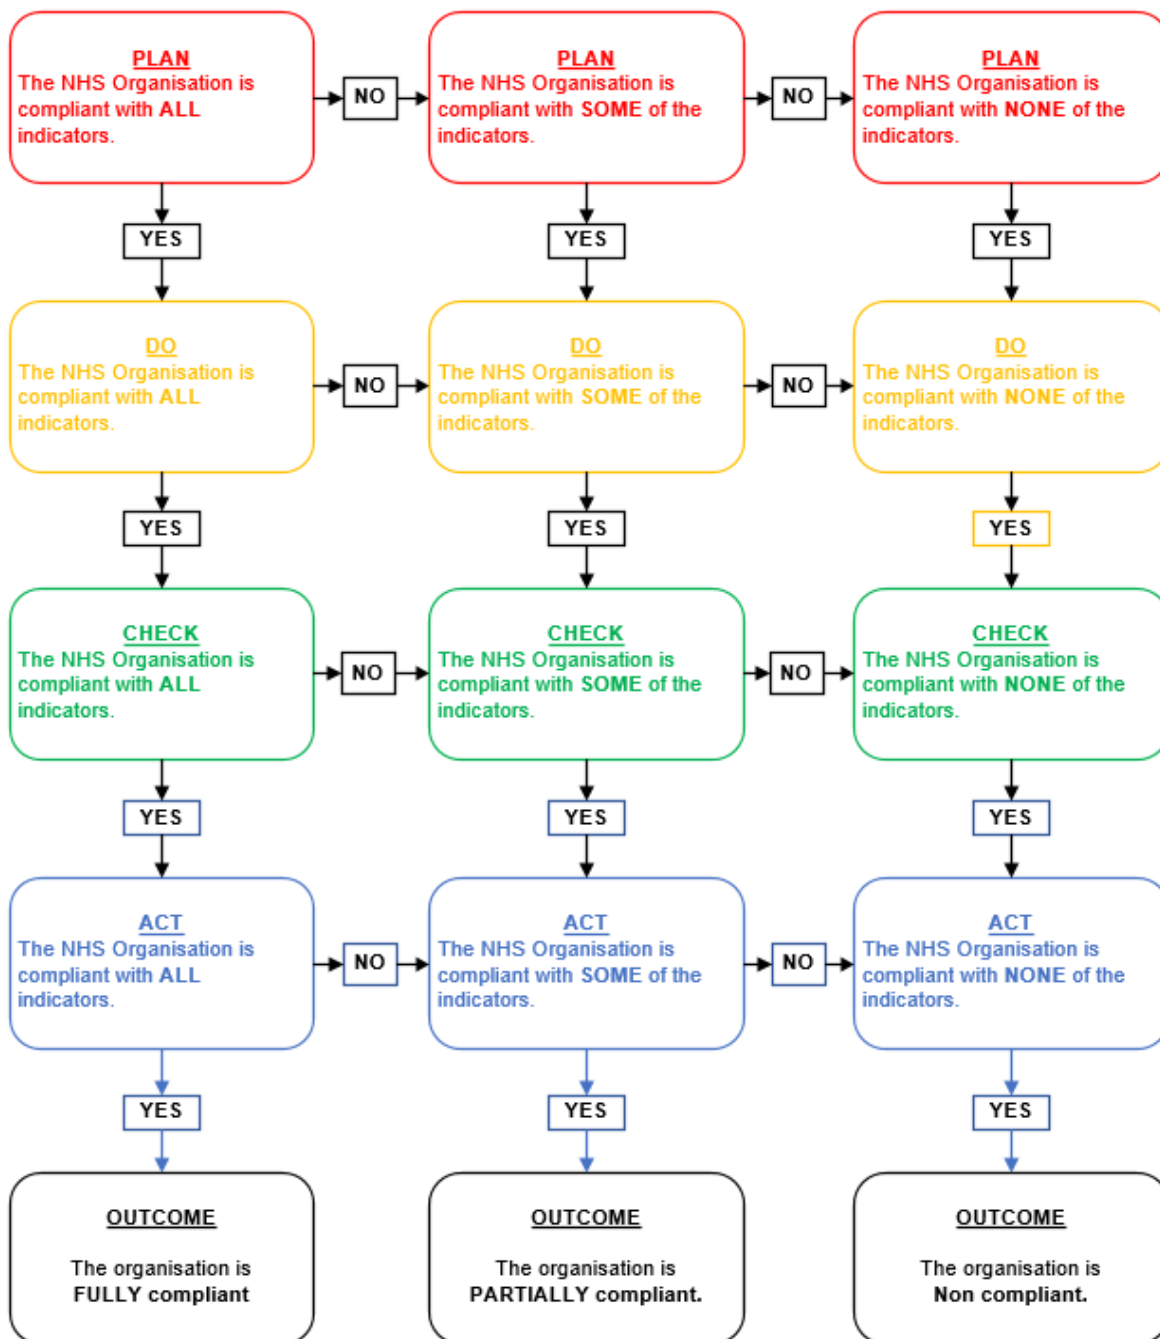 PLAN
The NHS Organisation is
compliant with ALL
indicators.
NO
PLAN
The NHS Organisation is
compliant with SOME of the
indicators.
NO
PLAN
The NHS Organisation is
compliant with NONE of the
indicators.
YES
YES
YES
DO
The NHS Organisation is
compliant with ALL
indicators.
NO
DO
The NHS Organisation is
compliant with SOME of the
indicators.
NO
DO
The NHS Organisation is
compliant with NONE of the
indicators.
YES
YES
YES
CHECK
The NHS Organisation is
compliant with ALL
indicators.
NO
CHECK
The NHS Organisation is
compliant with SOME of the
indicators.
NO
CHECK
The NHS Organisation is
compliant with NONE of the
indicators.
YES
YES
YES
ACT
The NHS Organisation is
compliant with ALL
indicators.
NO
ACT
The NHS Organisation is
compliant with SOME of the
indicators.
NO
ACT
The NHS Organisation is
compliant with NONE of the
indicators.
YES
YES
YES
OUTCOME
The organisation is
FULLY compliant
OUTCOME
The organisation is
PARTIALLY compliant.
OUTCOME
The organisation is
Non compliant.